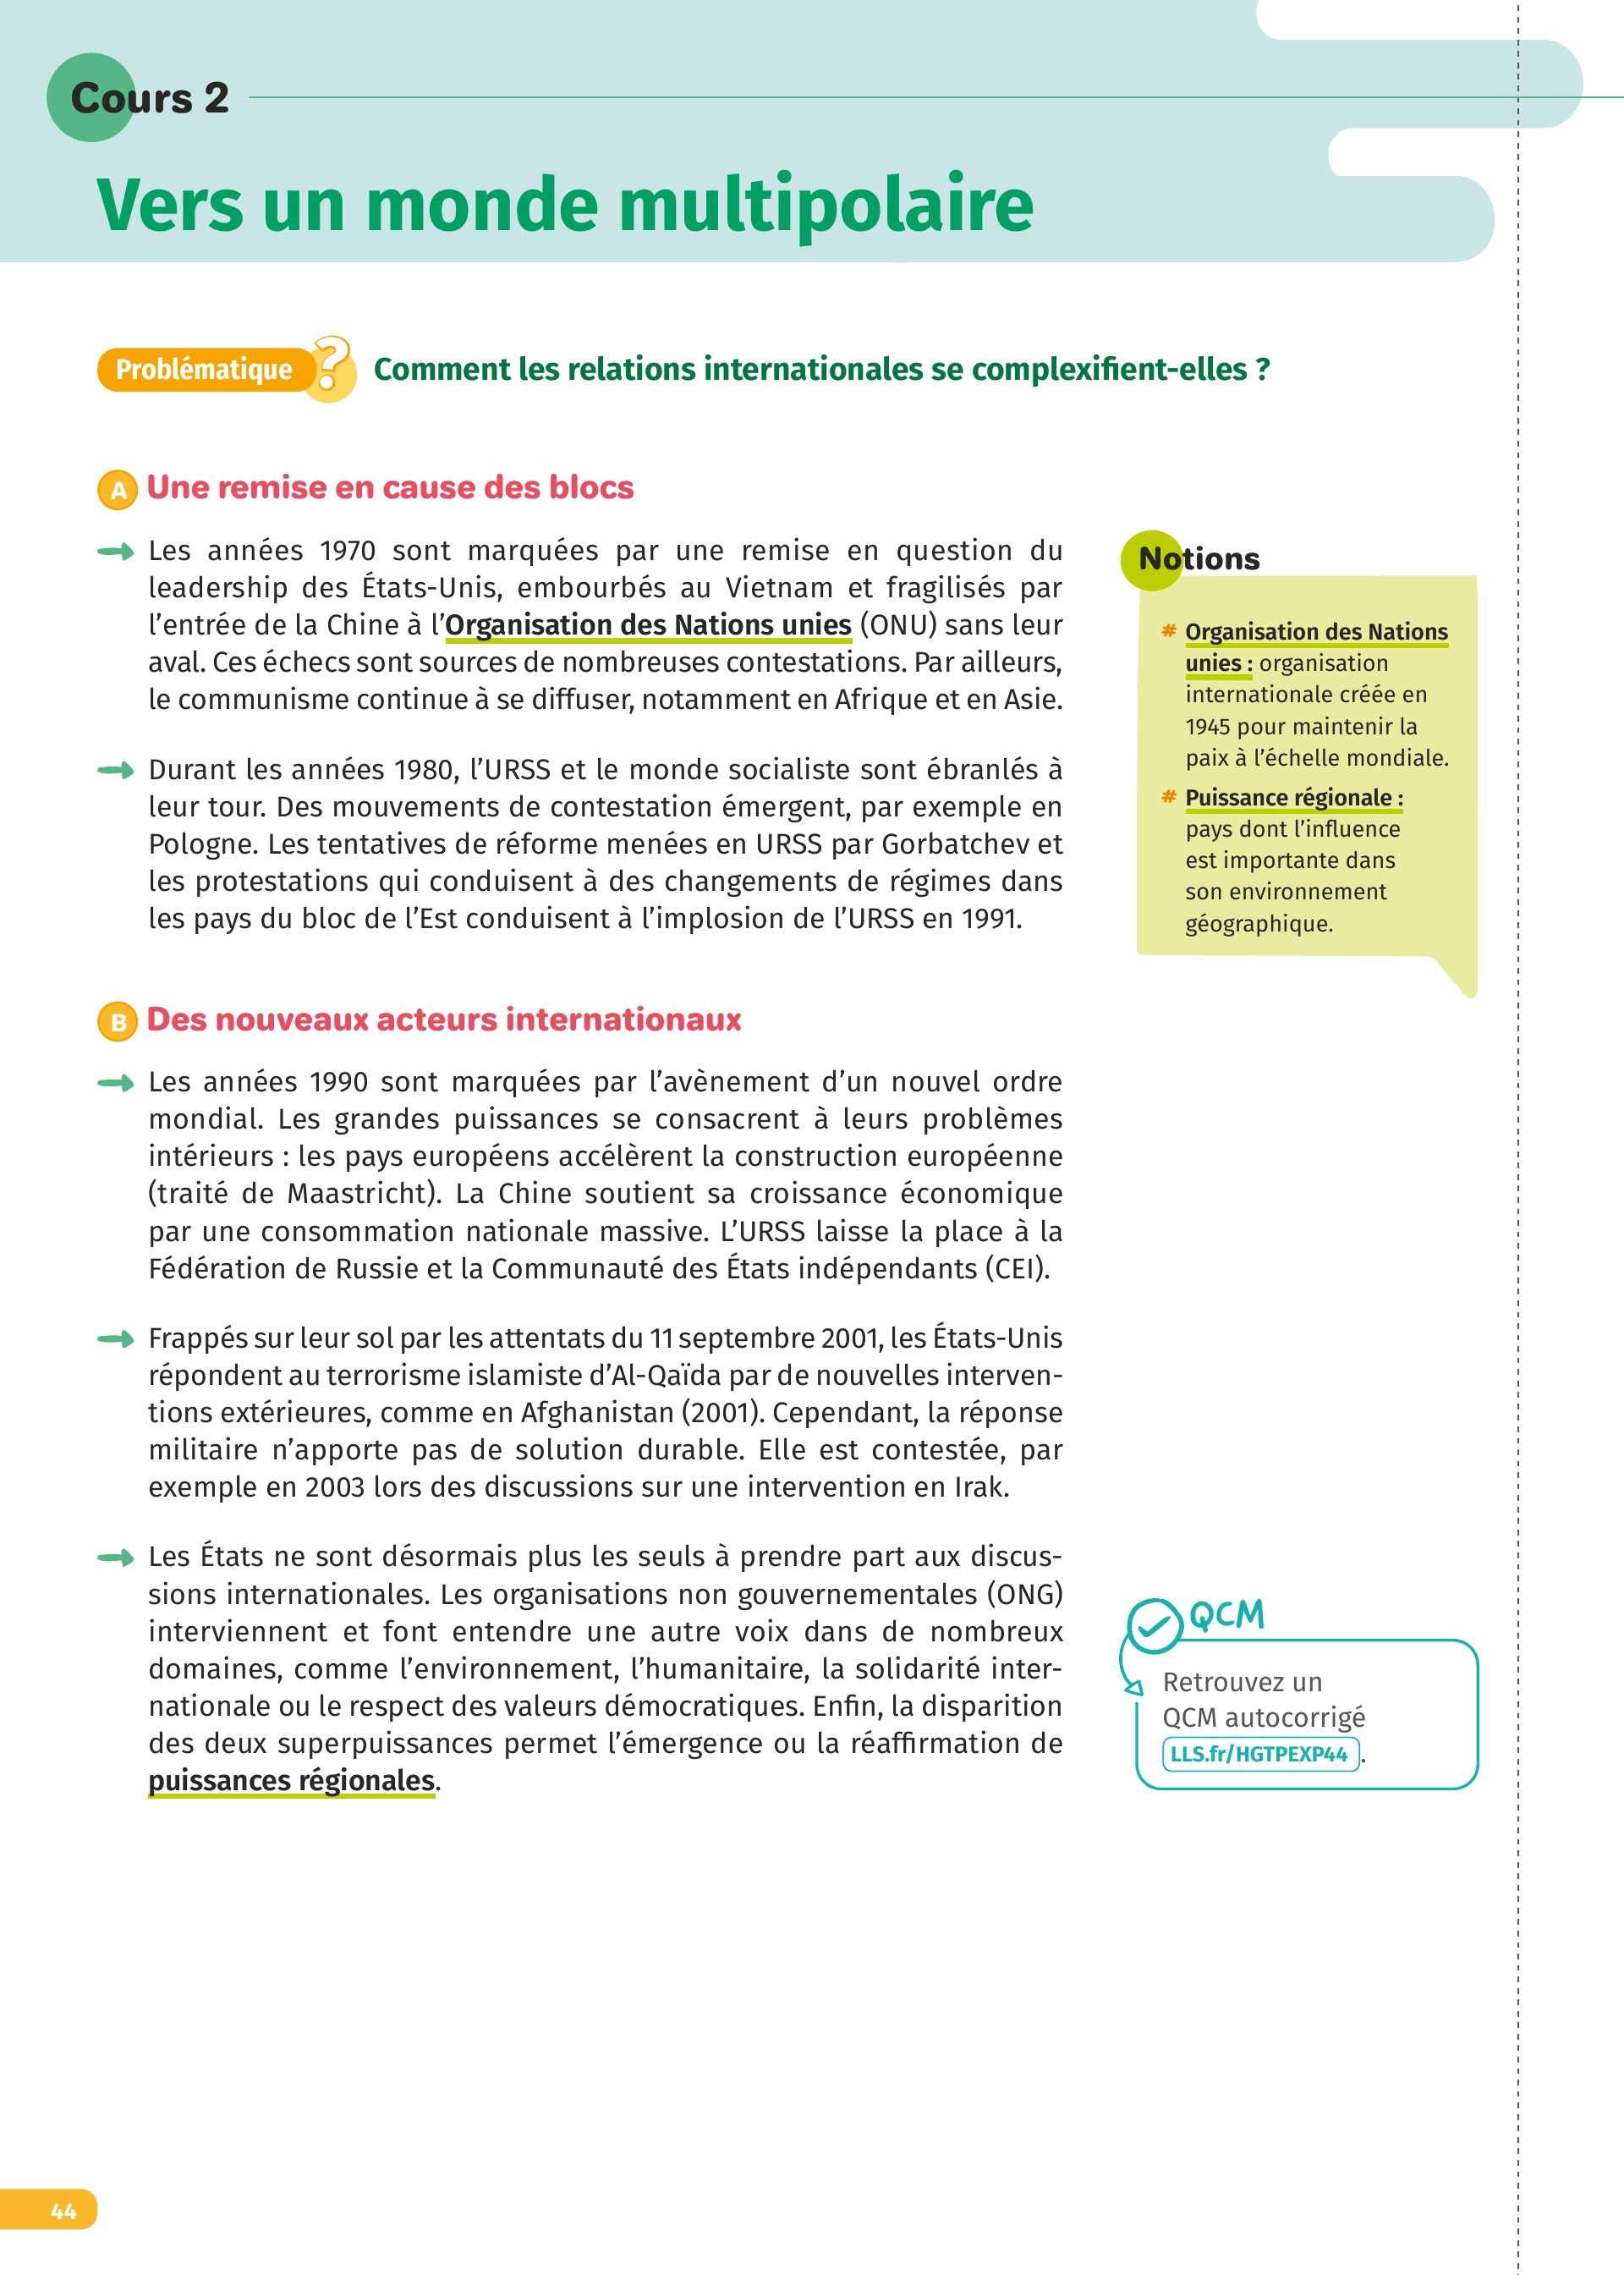 Cours 2
Vers un monde multipolaire
Problématique ? Comment les relations internationales se complexifient-elles ?
A Une remise en cause des blocs
Les années 1970 sont marquées par une remise en question du
leadership des États-Unis, embourbés au Vietnam et fragilisés par
l’entrée de la Chine à l’Organisation des Nations unies (ONU) sans leur
aval. Ces échecs sont sources de nombreuses contestations. Par ailleurs,
le communisme continue à se diffuser, notamment en Afrique et en Asie.
Durant les années 1980, l’URSS et le monde socialiste sont ébranlés à
leur tour. Des mouvements de contestation émergent, par exemple en
Pologne. Les tentatives de réforme menées en URSS par Gorbatchev et
les protestations qui conduisent à des changements de régimes dans
les pays du bloc de l’Est conduisent à l’implosion de l’URSS en 1991.
Notions
# Organisation des Nations
unies : organisation
internationale créée en
1945 pour maintenir la
paix à l’échelle mondiale.
# Puissance régionale :
pays dont l’influence
est importante dans
son environnement
géographique.
B Des nouveaux acteurs internationaux
Les années 1990 sont marquées par l’avènement d’un nouvel ordre
mondial. Les grandes puissances se consacrent à leurs problèmes
intérieurs : les pays européens accélèrent la construction européenne
(traité de Maastricht). La Chine soutient sa croissance économique
par une consommation nationale massive. L’URSS laisse la place à la
Fédération de Russie et la Communauté des États indépendants (CEI).
Frappés sur leur sol par les attentats du 11 septembre 2001, les États-Unis
répondent au terrorisme islamiste d’Al-Qaïda par de nouvelles interven-
tions extérieures, comme en Afghanistan (2001). Cependant, la réponse
militaire n’apporte pas de solution durable. Elle est contestée, par
exemple en 2003 lors des discussions sur une intervention en Irak.
Les États ne sont désormais plus les seuls à prendre part aux discus-
sions internationales. Les organisations non gouvernementales (ONG)
interviennent et font entendre une autre voix dans de nombreux
domaines, comme l’environnement, l’humanitaire, la solidarité inter-
nationale ou le respect des valeurs démocratiques. Enfin, la disparition
des deux superpuissances permet l’émergence ou la réaffirmation de
puissances régionales.
QCM
Retrouvez un
QCM autocorrigé
LLS.fr/HGTPEXP44.
44